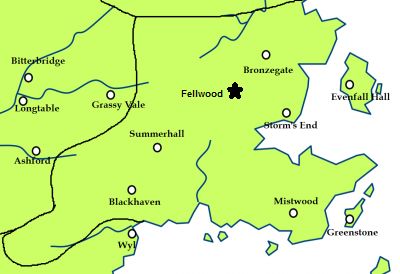 Bitterbridge
Bronzegate
Longtable
Grassy Vale
Fellwood
Evenfall Hall
Storm's End
Summerhall
Ashford
Blackhaven
Mistwood
Greenstone
Wyl